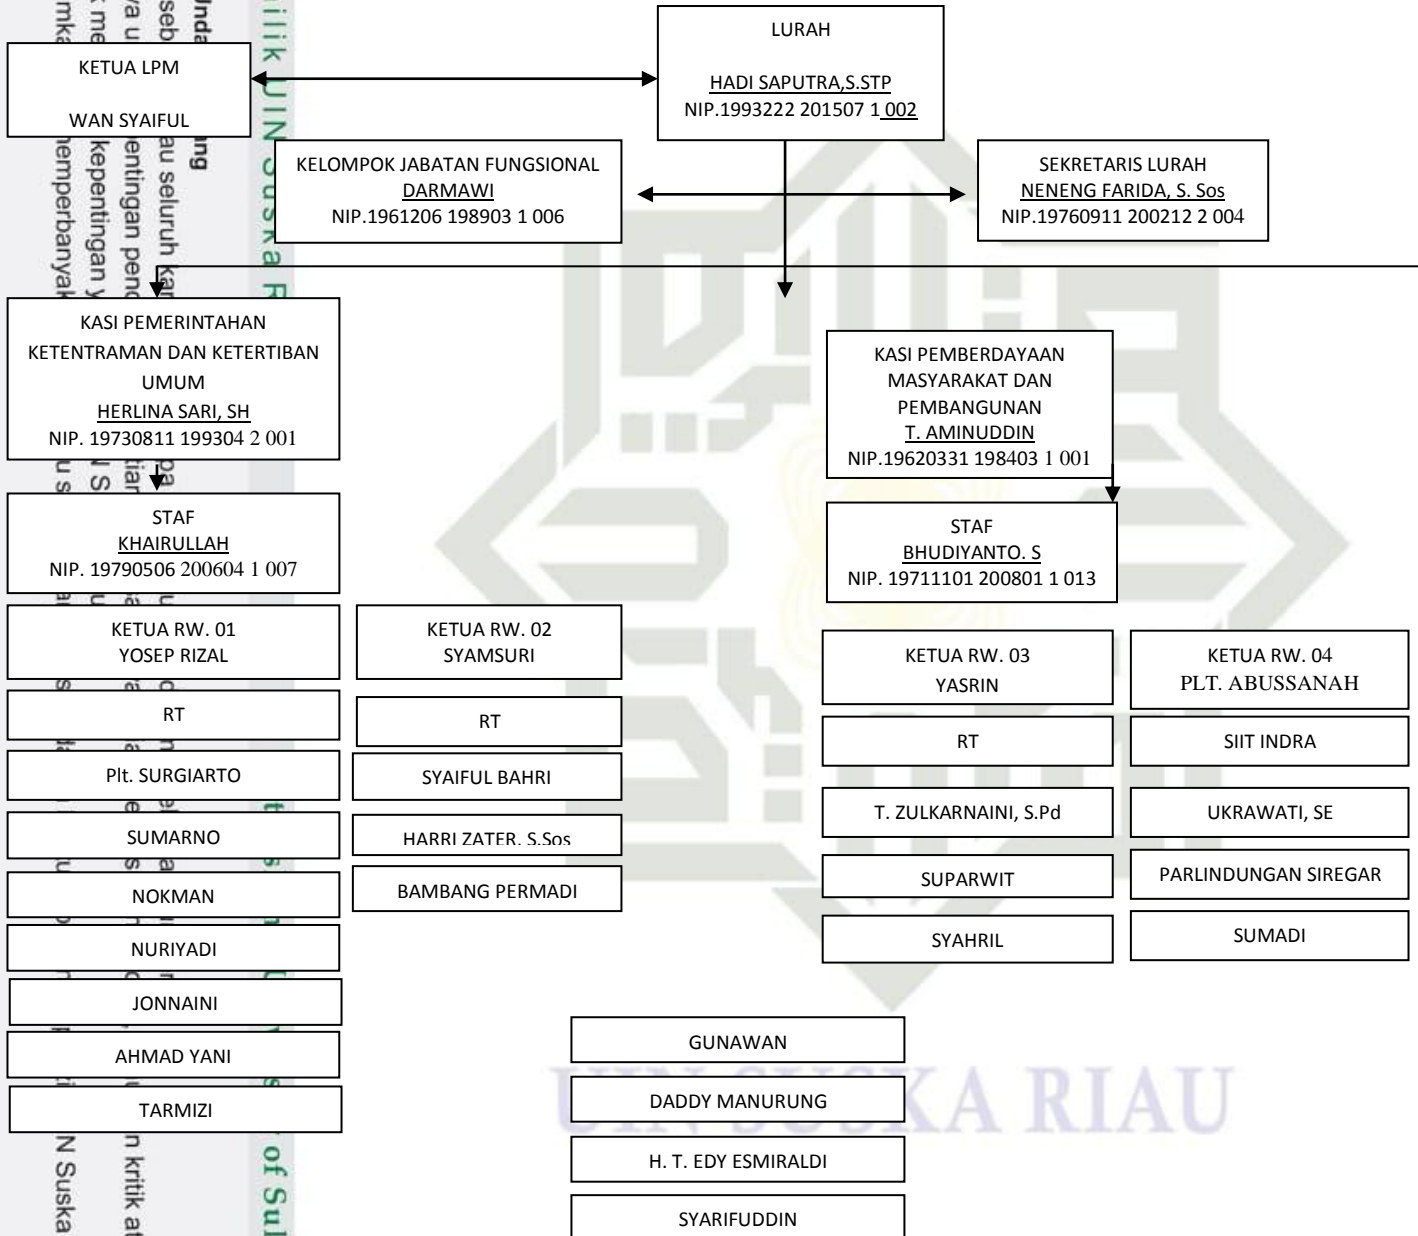 LURAH
HADI SAPUTRA,S.STP
NIP.1993222 201507 1 002
KETUA LPM
WAN SYAIFUL
KELOMPOK JABATAN FUNGSIONAL
DARMAWI
NIP.1961206 198903 1 006
SEKRETARIS LURAH
NENENG FARIDA, S. Sos
NIP.19760911 200212 2 004
KASI PEMERINTAHAN
KETENTRAMAN DAN KETERTIBAN
UMUM
HERLINA SARI, SH
NIP. 19730811 199304 2 001
KASI PEMBERDAYAAN
MASYARAKAT DAN
PEMBANGUNAN
T. AMINUDDIN
NIP.19620331 198403 1 001
STAF
KHAIRULLAH
NIP. 19790506 200604 1 007
STAF
BHUDIYANTO. S
NIP. 19711101 200801 1 013
KETUA RW. 01
YOSEP RIZAL
RT
Plt. SURGIARTO
SUMARNO
NOKMAN
NURIYADI
JONNAINI
AHMAD YANI
TARMIZI
KETUA RW. 02
SYAMSURI
RT
SYAIFUL BAHRI
HARRI ZATER. S.Sos
BAMBANG PERMADI
KETUA RW. 03
YASRIN
RT
T. ZULKARNAINI, S.Pd
SUPARWIT
SYAHRIL
KETUA RW. 04
PLT. ABUSSANAH
SIIT INDRA
UKRAWATI, SE
PARLINDUNGAN SIREGAR
SUMADI
GUNAWAN
DADDY MANURUNG
H. T. EDY ESMIRALDI
SYARIFUDDIN
UIN SUSKA RIAU